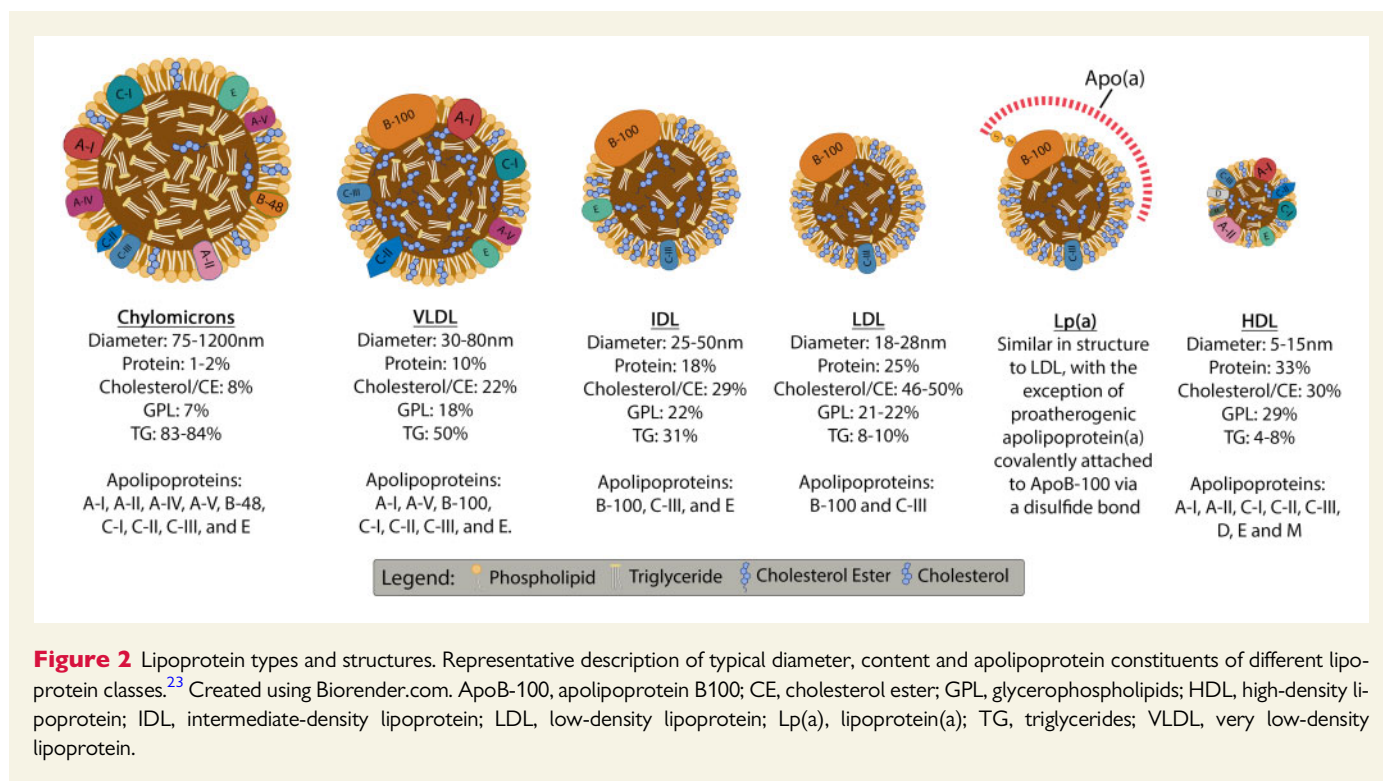 Apo(a)
C-I
E
A-V
A-I
A-IV
B-48
C-II
C-III
A-II
B-100
A-I
C-I
C-III
A-V
C-II
E
B-100
E
C-III
B-100
C-III
B-100
C-III
A-I
C-III
D
A-II
E
Chylomicrons
Diameter: 75-1200nm
Protein: 1-2%
Cholesterol/CE: 8%
GPL: 7%
TG: 83-84%
Apolipoproteins:
A-I, A-II, A-IV, A-V, B-48,
C-I, C-II, C-III, and E
VLDL
Diameter: 30-80nm
Protein: 10%
Cholesterol/CE: 22%
GPL: 18%
TG: 50%
Apolipoproteins:
A-I, A-V, B-100,
C-I, C-II, C-III, and E.
IDL
Diameter: 25-50nm
Protein: 18%
Cholesterol/CE: 29%
GPL: 22%
TG: 31%
Apolipoproteins:
B-100, C-III, and E
LDL
Diameter: 18-28nm
Protein: 25%
Cholesterol/CE: 46-50%
GPL: 21-22%
TG: 8-10%
Apolipoproteins:
B-100 and C-III
Lp(a)
Similar in structure
to LDL, with the
exception of
proatherogenic
apolipoprotein(a)
covalently attached
to ApoB-100 via
a disulfide bond
HDL
Diameter: 5-15nm
Protein: 33%
Cholesterol/CE: 30%
GPL: 29%
TG: 4-8%
Apolipoproteins:
A-I, A-II, C-I, C-II, C-III,
D, E and M
Legend: Phospholipid Triglyceride Cholesterol Ester Cholesterol
Figure 2 Lipoprotein types and structures. Representative description of typical diameter, content and apolipoprotein constituents of different lipo-
protein classes.23 Created using Biorender.com. ApoB-100, apolipoprotein B100; CE, cholesterol ester; GPL, glycerophospholipids; HDL, high-density li-
poprotein; IDL, intermediate-density lipoprotein; LDL, low-density lipoprotein; Lp(a), lipoprotein(a); TG, triglycerides; VLDL, very low-density
lipoprotein.